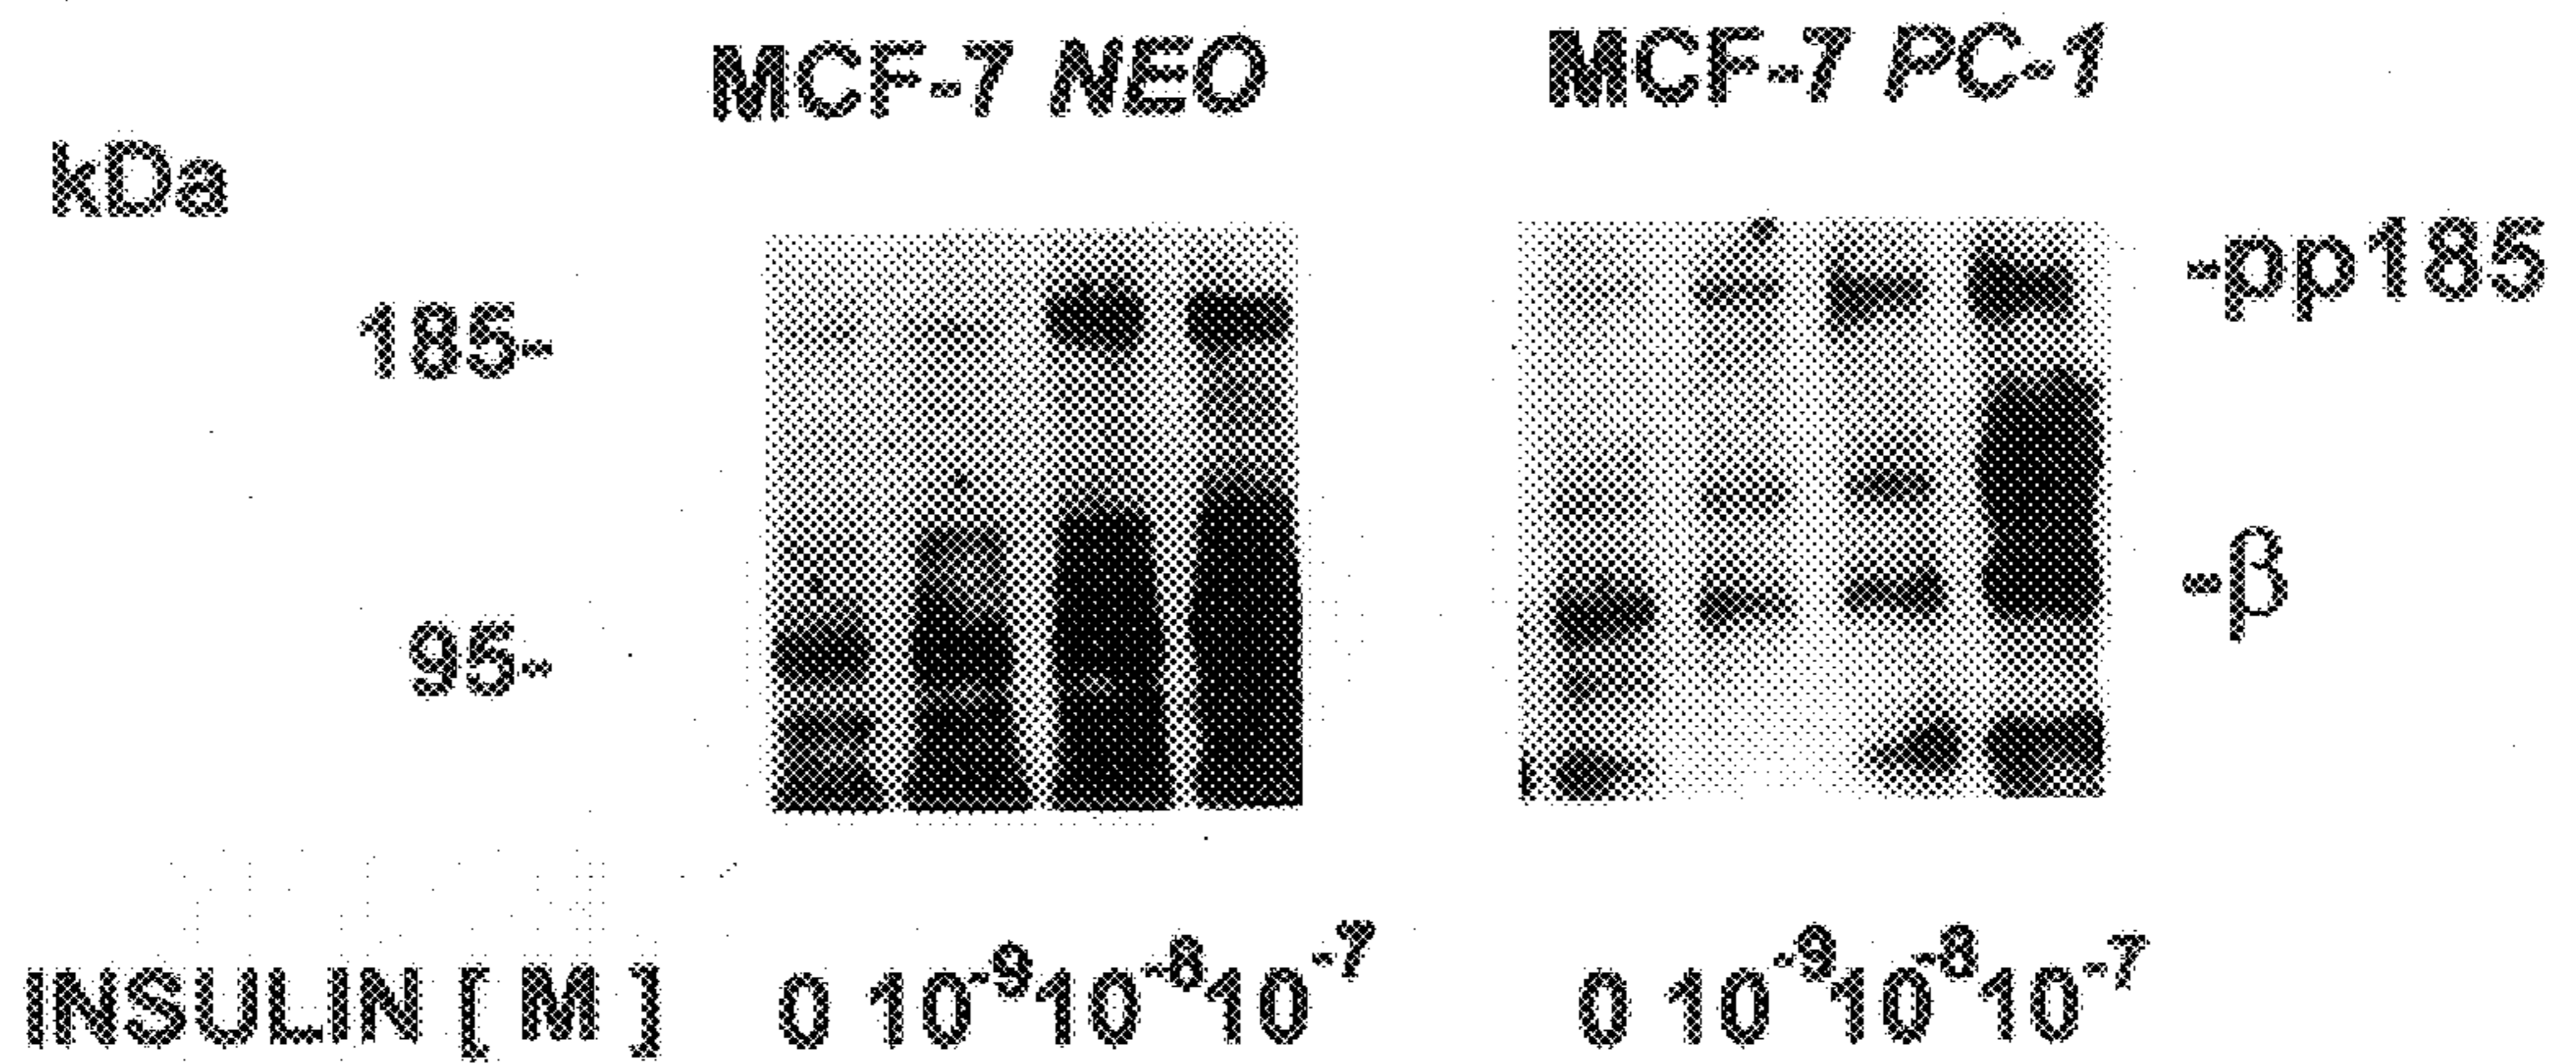 MCF-7 NEO MCF-7 PC-1
kDa
-pp185
185-
-β
95-
INSULIN [ M ] 0 10⁻⁹ 10⁻⁸ 10⁻⁷ 0 10⁻⁹ 10⁻⁸ 10⁻⁷